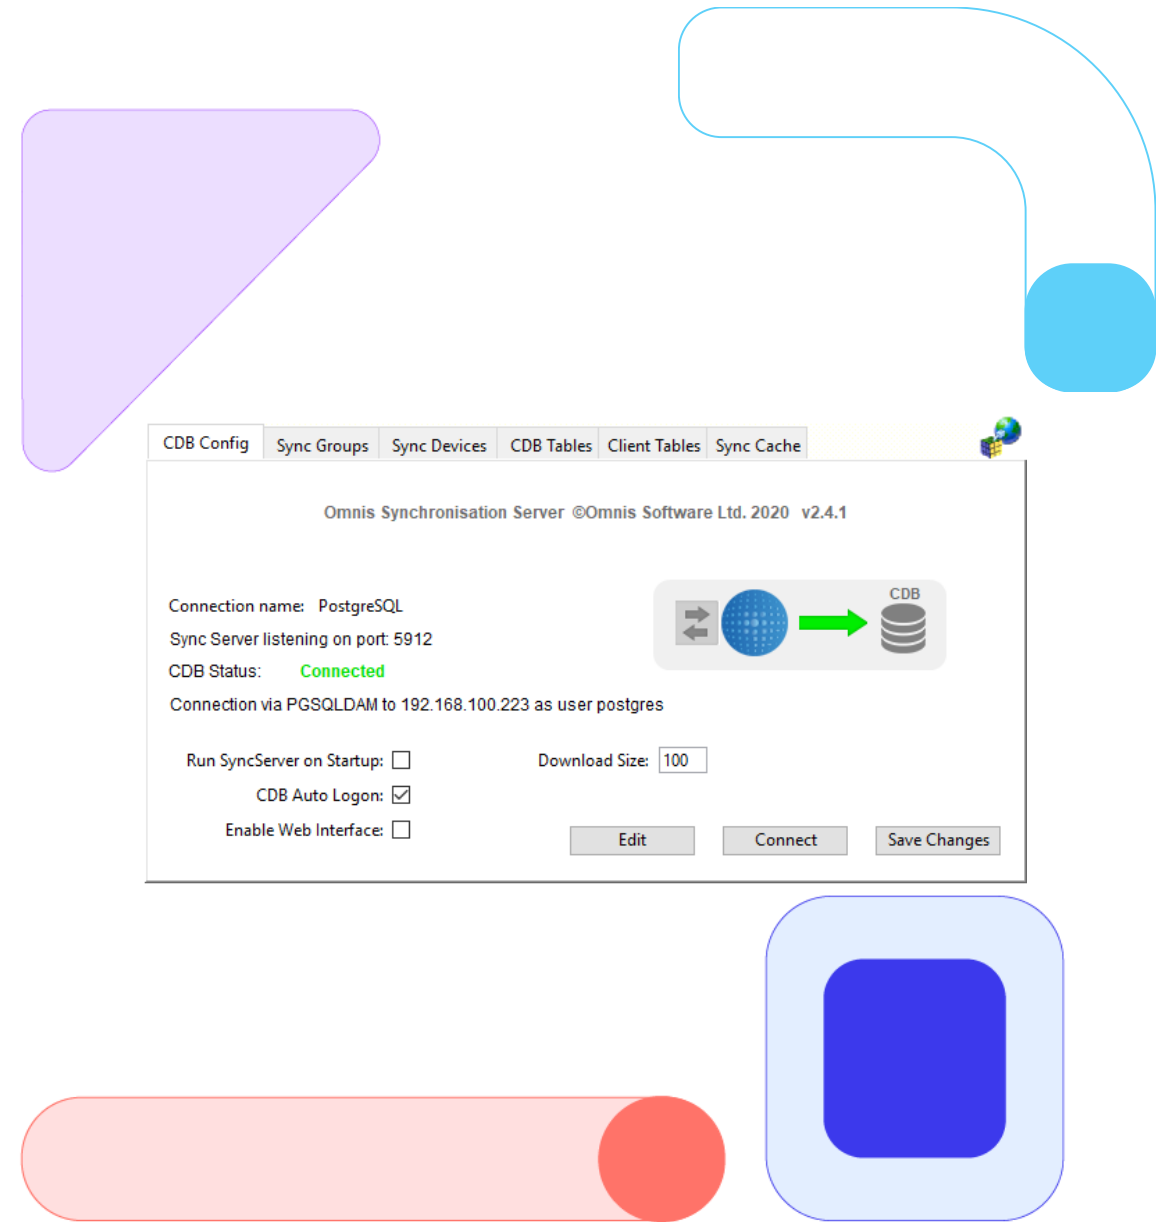 CDB Config Sync Groups Sync Devices CDB Tables Client Tables Sync Cache
Omnis Synchronisation Server ©Omnis Software Ltd. 2020 v2.4.1
CDB
Connection name: PostgreSQL
Sync Server listening on port: 5912
CDB Status: Connected
Connection via PGSQLDAM to 192.168.100.223 as user postgres
Run SyncServer on Startup: Download Size: 100
CDB Auto Logon:
Enable Web Interface:
Edit Connect Save Changes